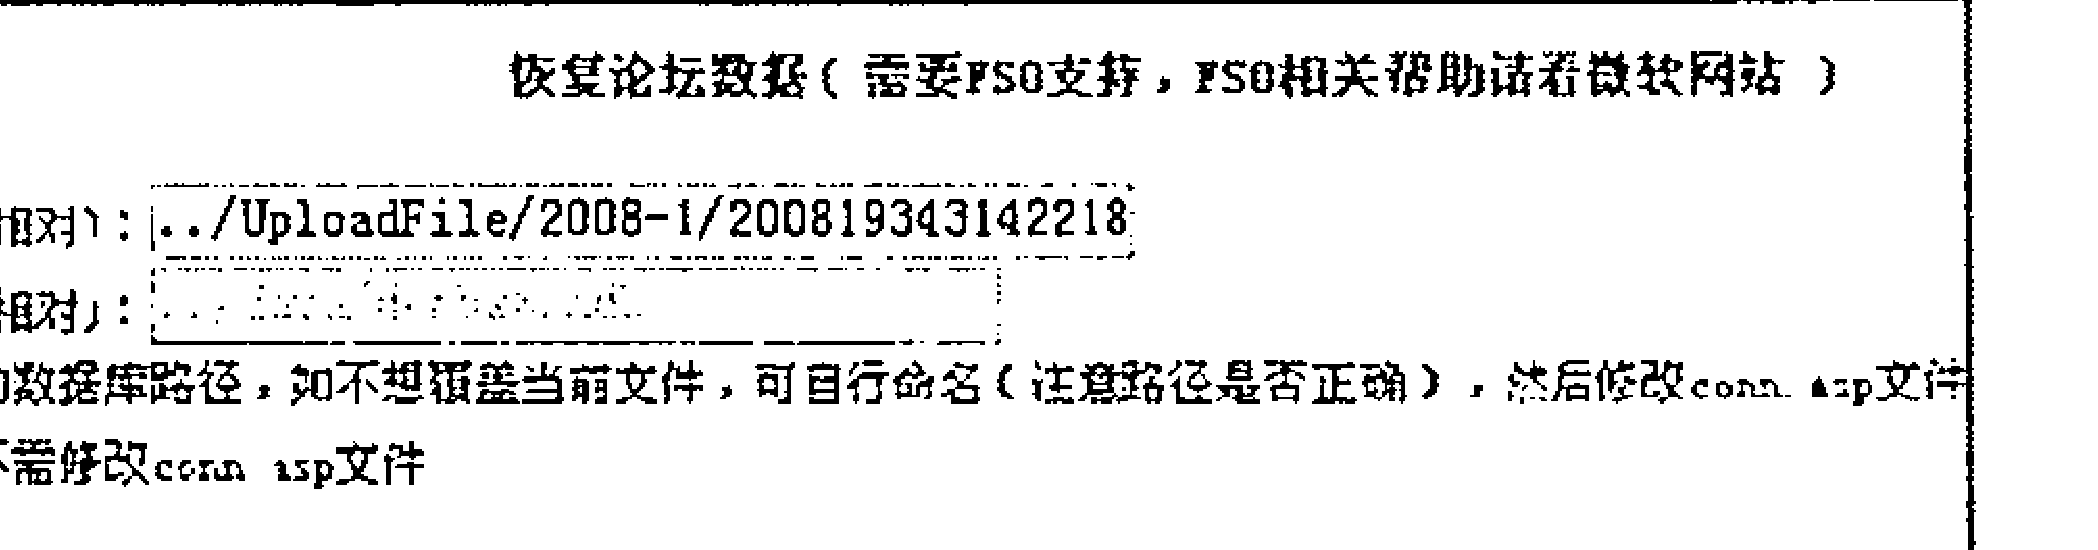 恢复论坛数据( 需要FSO支持，FSO相关帮助请看微软网站 )
相对)：../UploadFile/2008-1/200819343142218
相对)：
数据库路径，如不想覆盖当前文件，可自行命名(注意路径是否正确)，然后修改conn.asp文件
不需修改conn asp文件